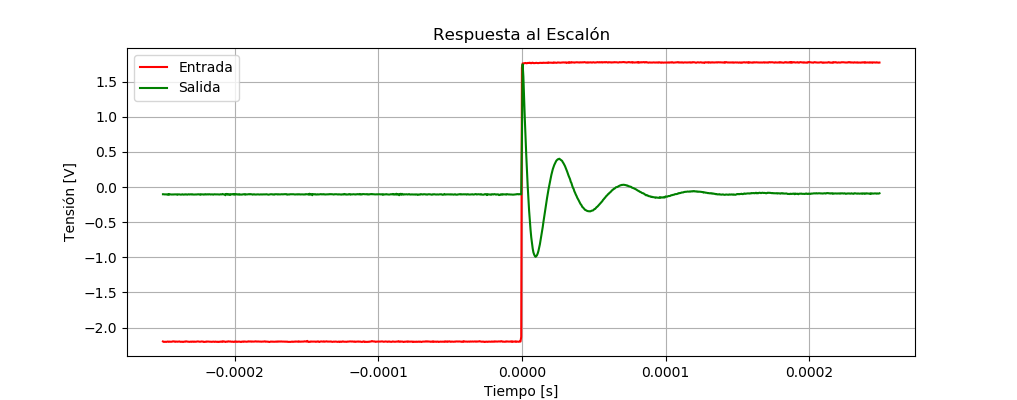 Respuesta al Escalón
Entrada
Salida
1.5
1.0
0.5
0.0
−0.5
−1.0
−1.5
−2.0
Tensión [V]
−0.0002
−0.0001
0.0000
0.0001
0.0002
Tiempo [s]